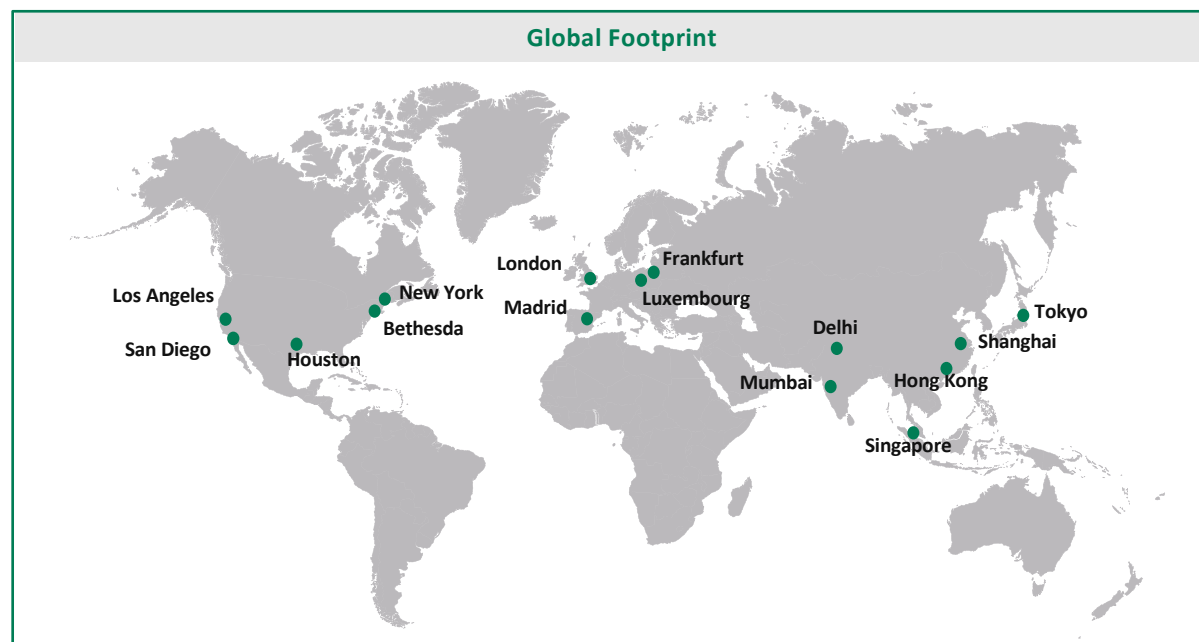 Global Footprint
London
Frankfurt
Los Angeles
New York
Madrid
Luxembourg
Bethesda
Tokyo
San Diego
Houston
Delhi
Shanghai
Mumbai
Hong Kong
Singapore